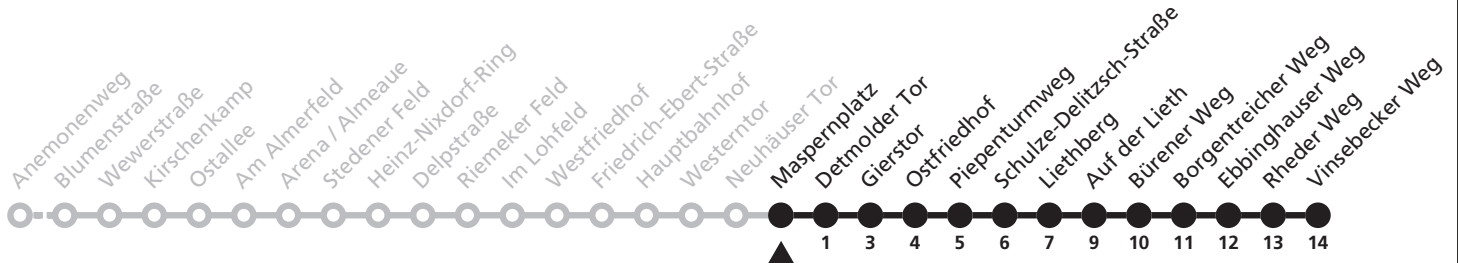 Anemonenweg
Blumenstraße
Wewerstraße
Kirschenkamp
Ostallee
Am Almerfeld
Arena / Almeaue
Stedener Feld
Heinz-Nixdorf-Ring
Delpstraße
Riemeker Feld
Im Lohfeld
Westfriedhof
Friedrich-Ebert-Straße
Hauptbahnhof
Westerntor
Neuhäuser Tor
Maspernplatz
Detmolder Tor
Gierstor
Ostfriedhof
Piepenturmweg
Schulze-Delitzsch-Straße
Liethberg
Auf der Lieth
Bürener Weg
Borgentreicher Weg
Ebbinghauser Weg
Rheder Weg
Vinsebecker Weg
1 3 4 5 6 7 9 10 11 12 13 14